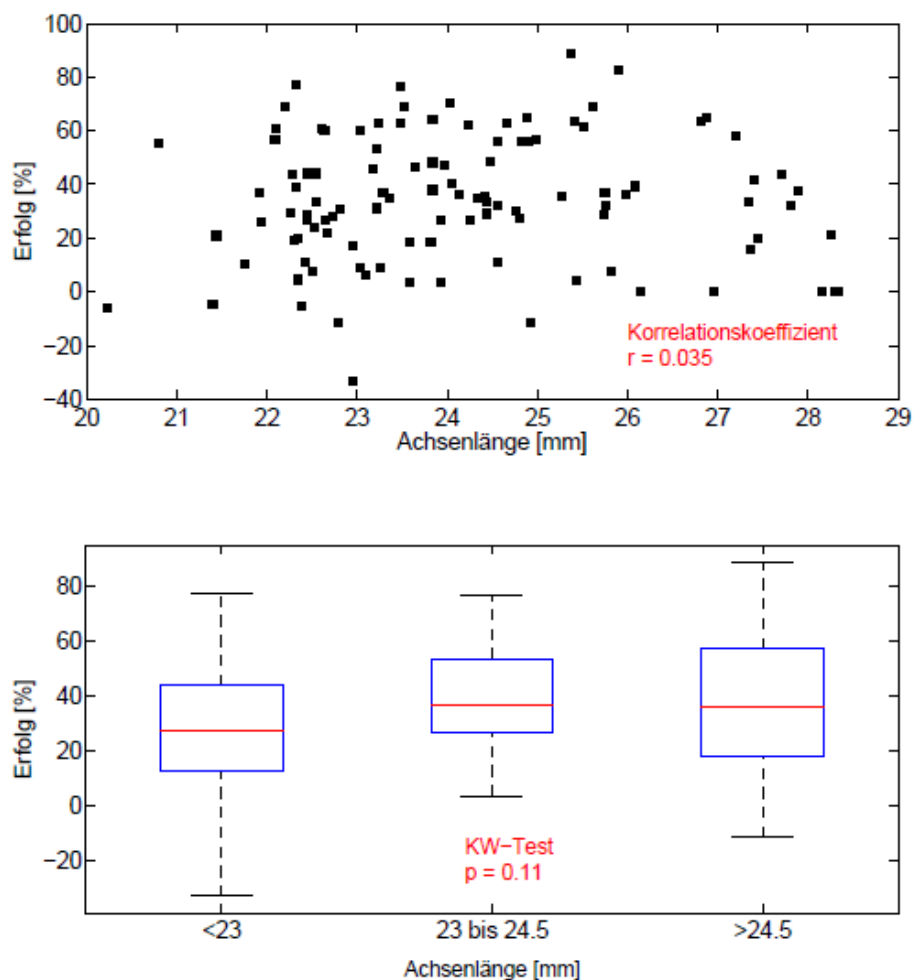 100
80
60
40
20
0
−20
−40
Erfolg [%]
Korrelationskoeffizient
r = 0.035
20 21 22 23 24 25 26 27 28 29
Achsenlänge [mm]
80
60
40
20
0
−20
Erfolg [%]
KW−Test
p = 0.11
<23 23 bis 24.5 >24.5
Achsenlänge [mm]